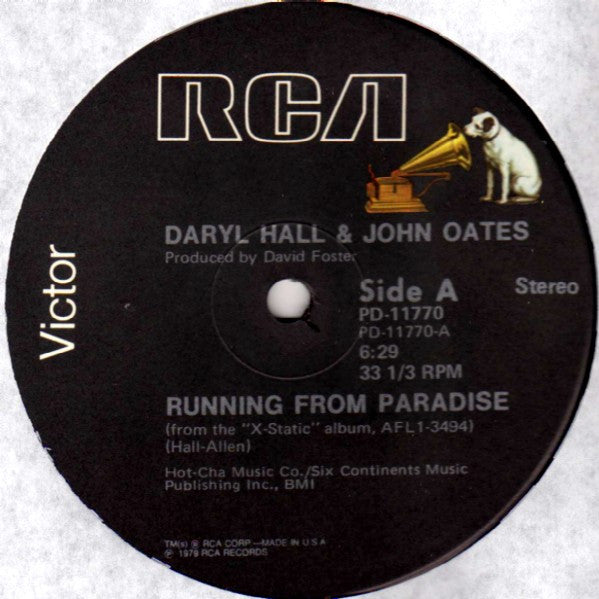 RCA
Victor
DARYL HALL & JOHN OATES
Produced by David Foster
Side A
Stereo
PD-11770
PD-11770-A
6:29
33 1/3 RPM
RUNNING FROM PARADISE
(from the "X-Static" album, AFL1-3494)
(Hall-Allen)
Hot-Cha Music Co./Six Continents Music
Publishing Inc., BMI
TM(s) ® RCA CORP.—MADE IN U S A
℗ 1979 RCA RECORDS